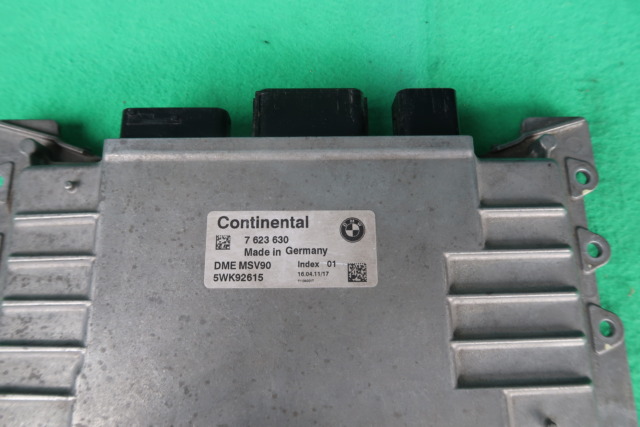 Continental
7 623 630
Made in Germany
DME MSV90 Index 01
5WK92615 16.04.11/17